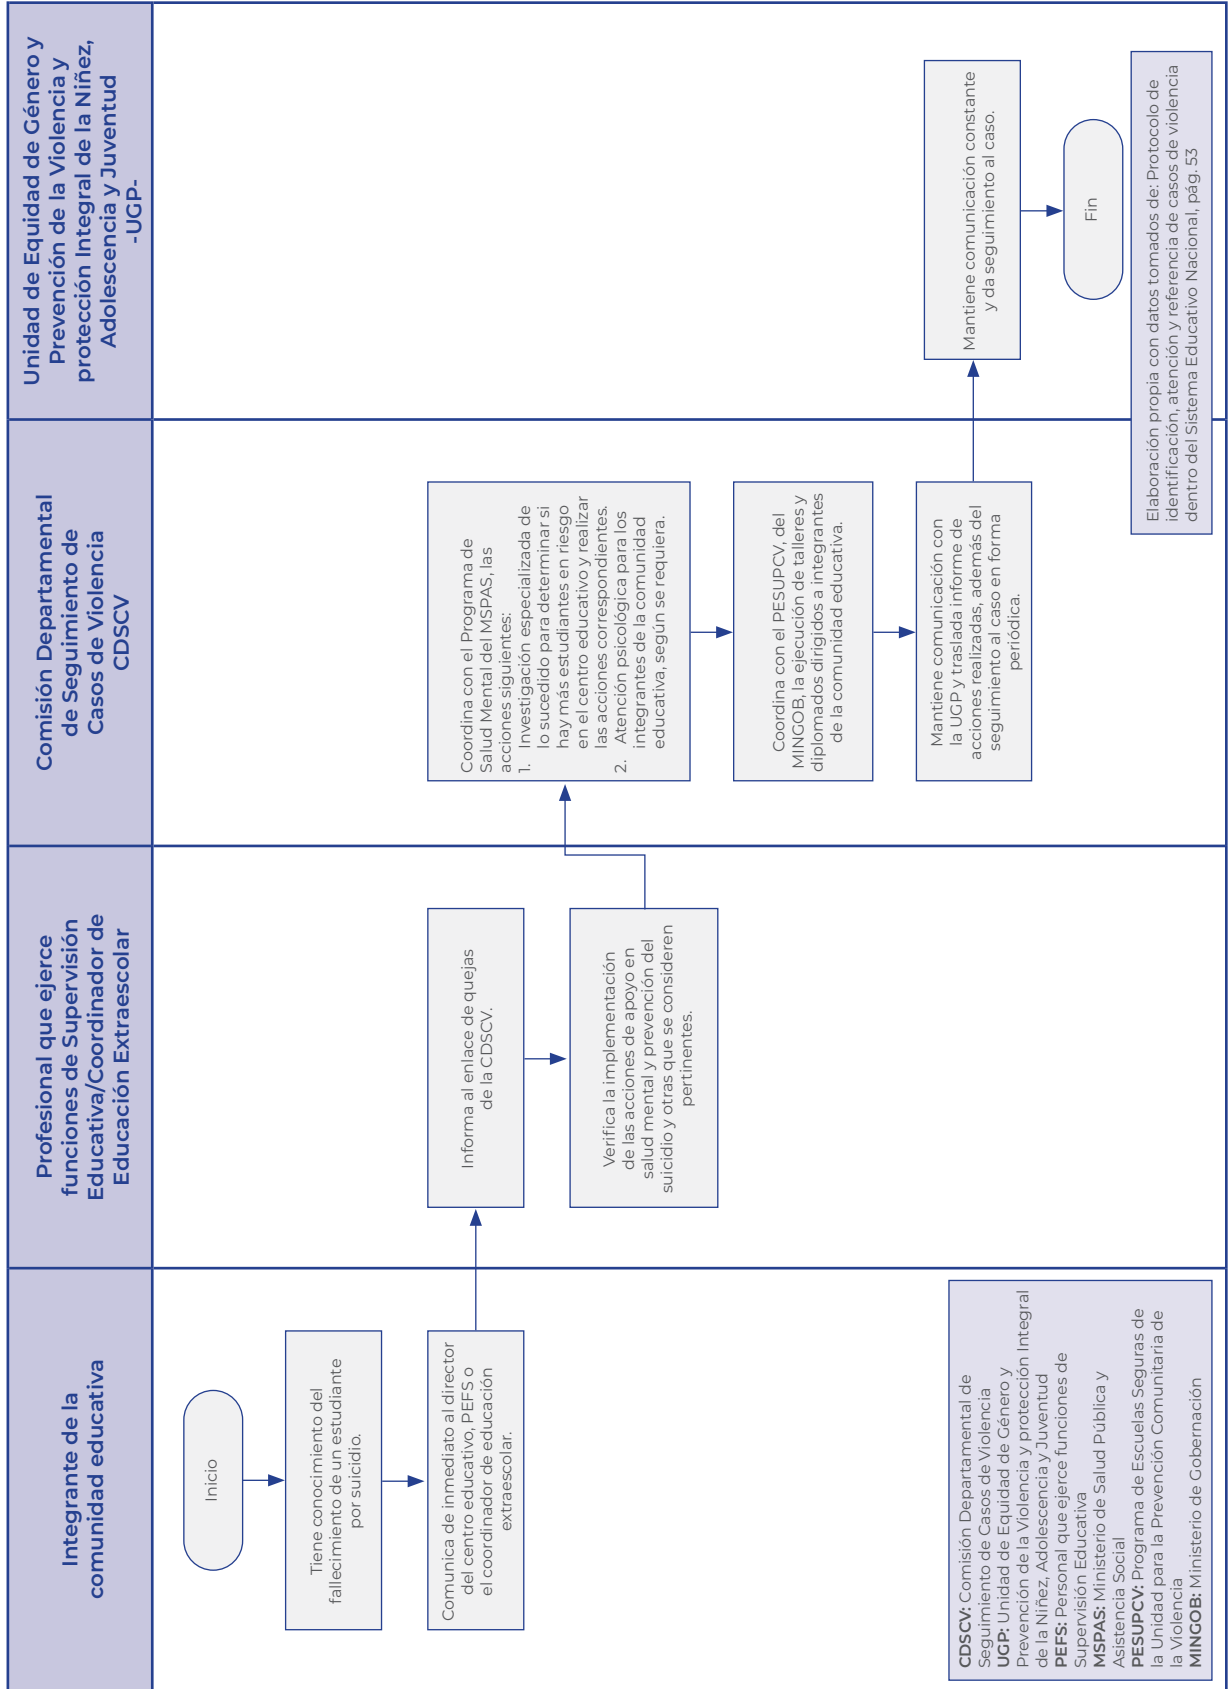 Integrante de la
comunidad educativa
Profesional que ejerce
funciones de Supervisión
Educativa/Coordinador de
Educación Extraescolar
Comisión Departamental
de Seguimiento de
Casos de Violencia
CDSCV
Unidad de Equidad de Género y
Prevención de la Violencia y
protección Integral de la Niñez,
Adolescencia y Juventud
-UGP-
Inicio
Tiene conocimiento del
fallecimiento de un estudiante
por suicidio.
Comunica de inmediato al director
del centro educativo, PEFS o
el coordinador de educación
extraescolar.
Informa al enlace de quejas
de la CDSCV.
Verifica la implementación
de las acciones de apoyo en
salud mental y prevención del
suicidio y otras que se consideren
pertinentes.
Coordina con el Programa de
Salud Mental del MSPAS, las
acciones siguientes:
1. Investigación especializada de
lo sucedido para determinar si
hay más estudiantes en riesgo
en el centro educativo y realizar
las acciones correspondientes.
2. Atención psicológica para los
integrantes de la comunidad
educativa, según se requiera.
Coordina con el PESUPCV, del
MINGOB, la ejecución de talleres y
diplomados dirigidos a integrantes
de la comunidad educativa.
Mantiene comunicación con
la UGP y traslada informe de
acciones realizadas, además del
seguimiento al caso en forma
periódica.
Mantiene comunicación constante
y da seguimiento al caso.
Fin
CDSCV: Comisión Departamental de
Seguimiento de Casos de Violencia
UGP: Unidad de Equidad de Género y
Prevención de la Violencia y protección Integral
de la Niñez, Adolescencia y Juventud
PEFS: Personal que ejerce funciones de
Supervisión Educativa
MSPAS: Ministerio de Salud Pública y
Asistencia Social
PESUPCV: Programa de Escuelas Seguras de
la Unidad para la Prevención Comunitaria de
la Violencia
MINGOB: Ministerio de Gobernación
Elaboración propia con datos tomados de: Protocolo de
identificación, atención y referencia de casos de violencia
dentro del Sistema Educativo Nacional, pág. 53